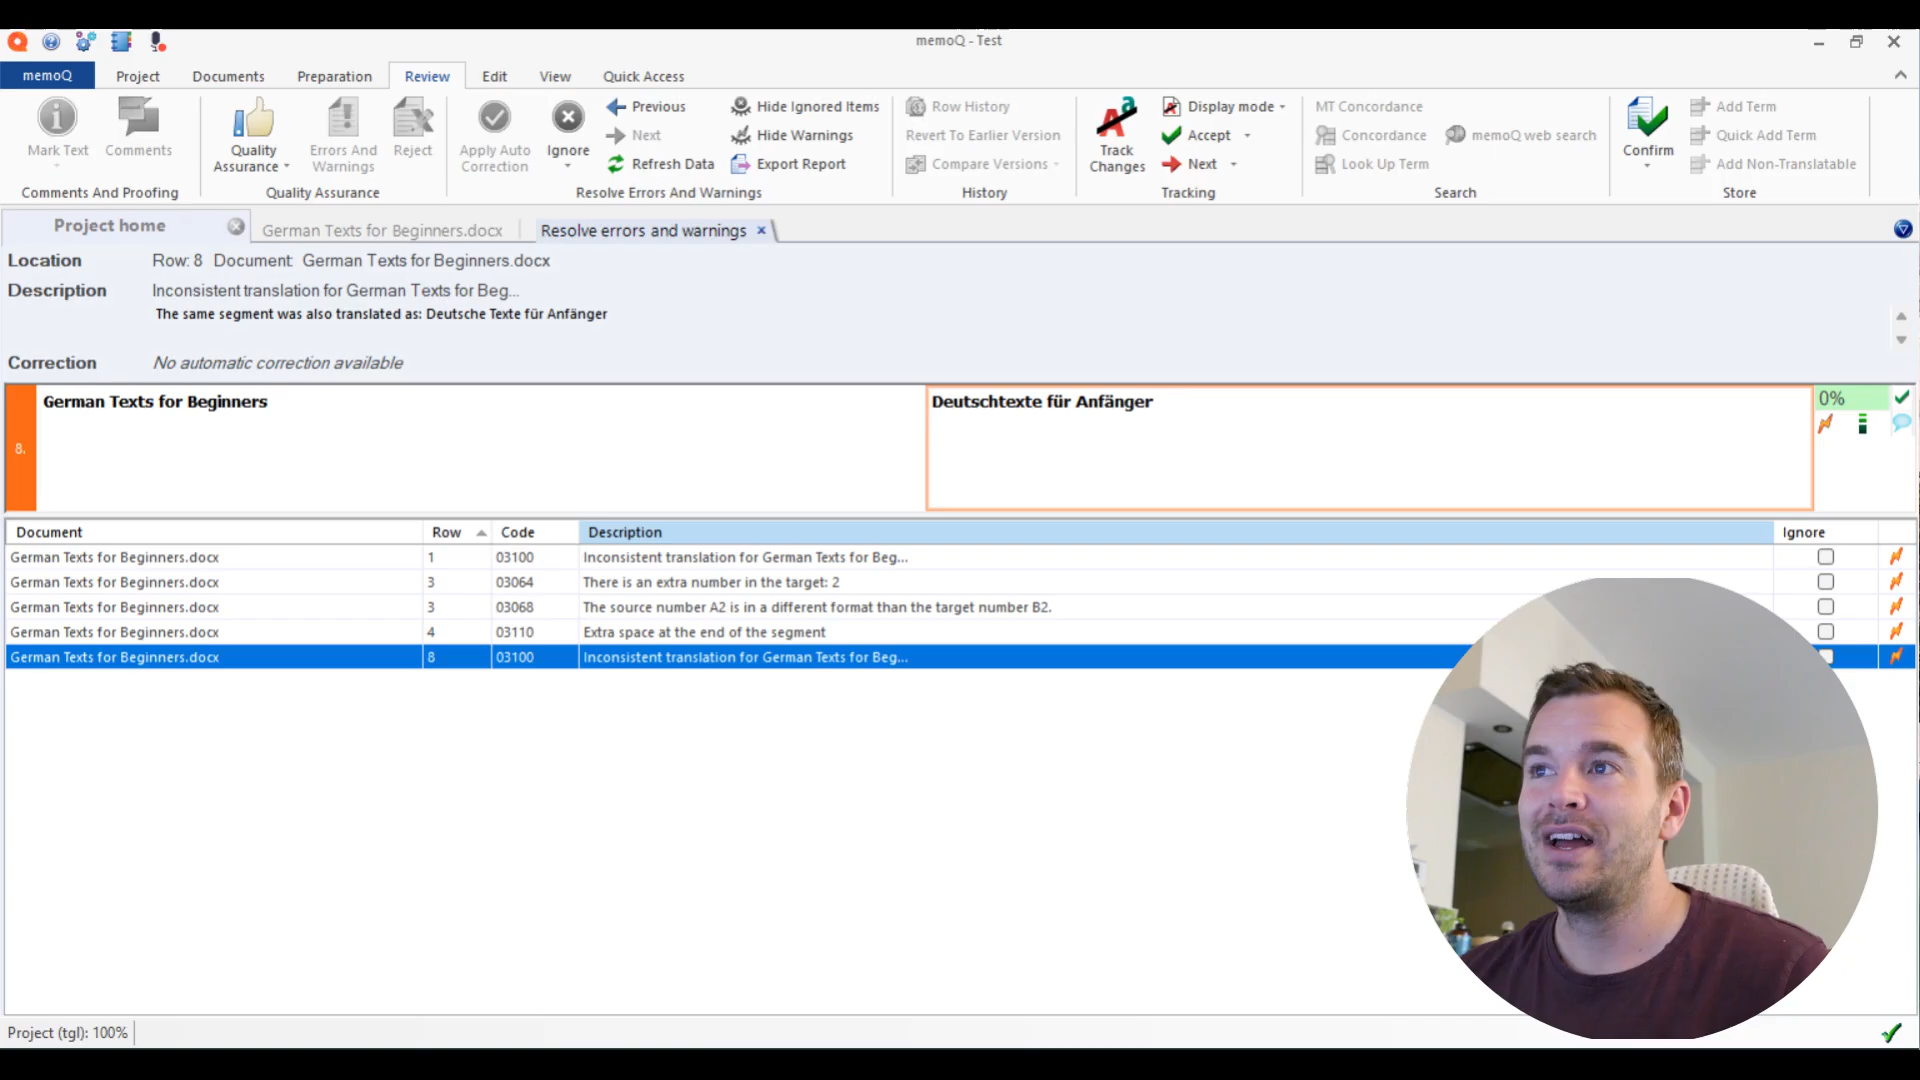 memoQ - Test
memoQ Project Documents Preparation Review Edit View Quick Access
Mark Text Comments
Comments And Proofing
Quality Assurance Errors And Warnings Reject
Quality Assurance
Apply Auto Correction Ignore
Previous Hide Ignored Items
Next Hide Warnings
Refresh Data Export Report
Resolve Errors And Warnings
Row History
Revert To Earlier Version
Compare Versions
History
Track Changes
Display mode
Accept
Next
Tracking
MT Concordance
Concordance memoQ web search
Look Up Term
Search
Confirm
Add Term
Quick Add Term
Add Non-Translatable
Store
Project home German Texts for Beginners.docx Resolve errors and warnings
Location Row: 8 Document: German Texts for Beginners.docx
Description Inconsistent translation for German Texts for Beg...
The same segment was also translated as: Deutsche Texte für Anfänger
Correction No automatic correction available
8. German Texts for Beginners Deutschtexte für Anfänger 0%
Document Row Code Description Ignore
German Texts for Beginners.docx 1 03100 Inconsistent translation for German Texts for Beg...
German Texts for Beginners.docx 3 03064 There is an extra number in the target: 2
German Texts for Beginners.docx 3 03068 The source number A2 is in a different format than the target number B2.
German Texts for Beginners.docx 4 03110 Extra space at the end of the segment
German Texts for Beginners.docx 8 03100 Inconsistent translation for German Texts for Beg...
Project (tgl): 100%